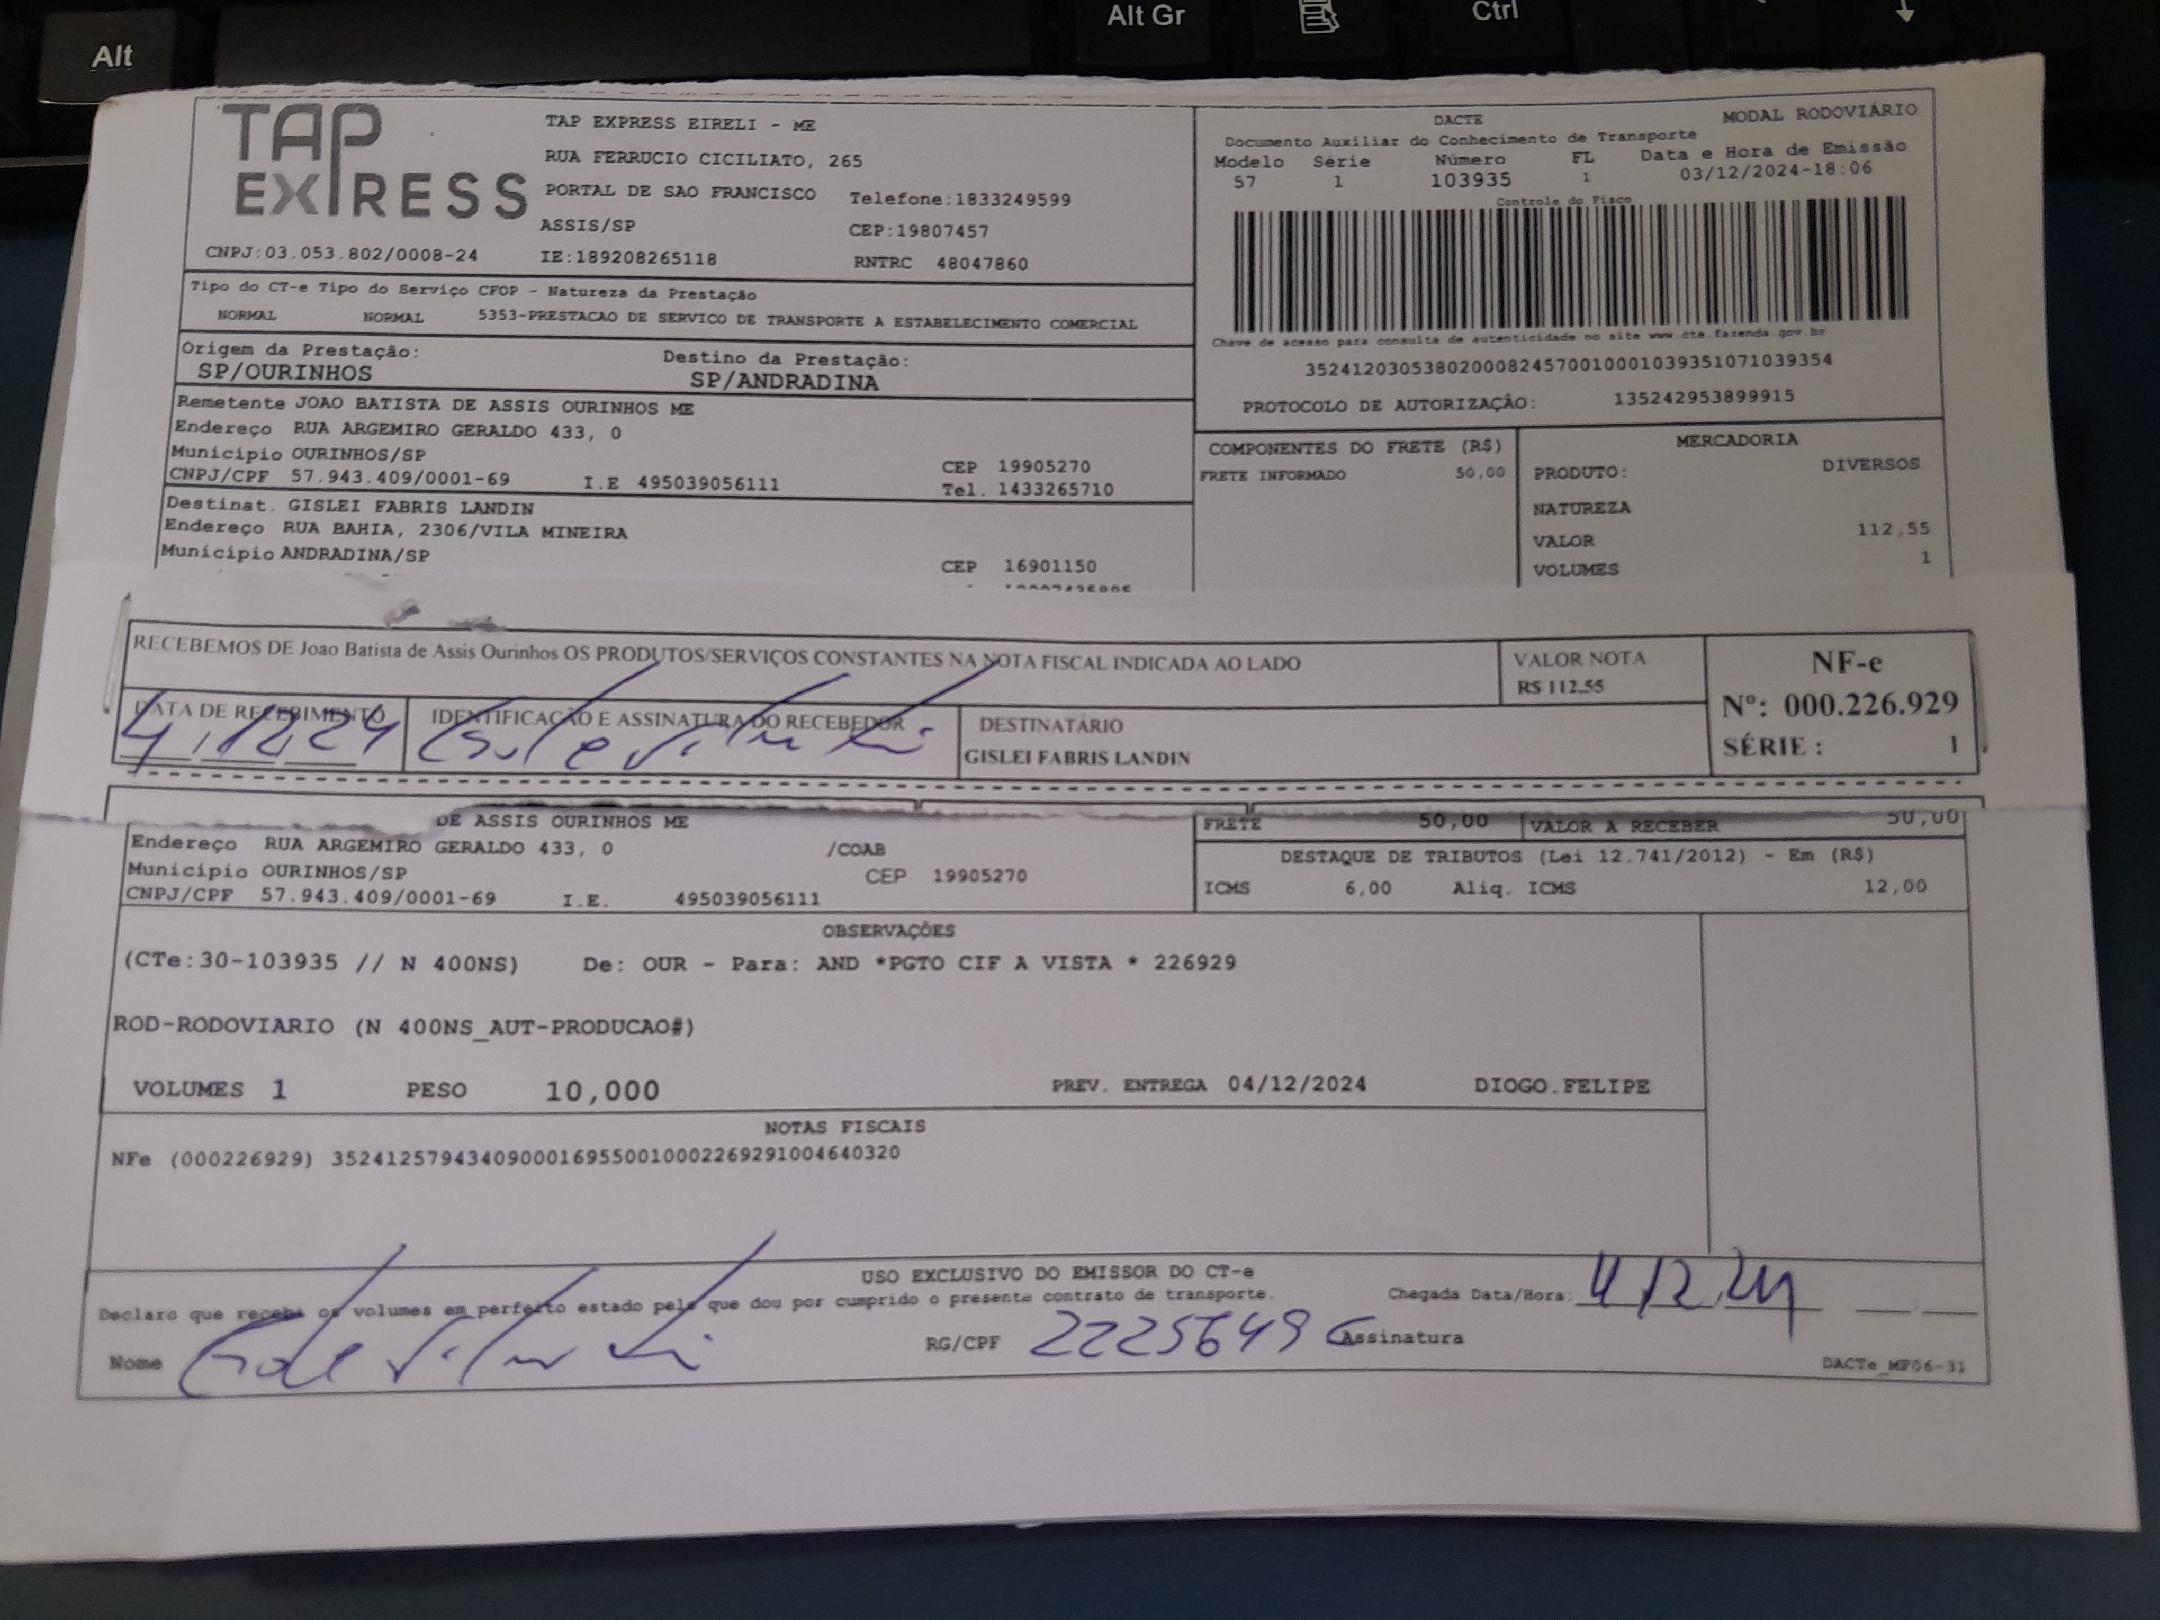 Alt
Alt Gr
Ctrl
TAP EXPRESS
TAP EXPRESS EIRELI - ME
RUA FERRUCIO CICILIATO, 265
PORTAL DE SAO FRANCISCO Telefone:1833249599
ASSIS/SP CEP:19807457
CNPJ:03.053.802/0008-24 IE:189208265118 RNTRC 48047860
DACTE MODAL RODOVIÁRIO
Documento Auxiliar do Conhecimento de Transporte
Modelo Série Número FL Data e Hora de Emissão
57 1 103935 1 03/12/2024-18:06
Controle do Fisco
Chave de acesso para consulta de autenticidade no site www.cte.fazenda.gov.br
35241203053802000824570010001039351071039354
PROTOCOLO DE AUTORIZAÇÃO: 135242953899915
Tipo do CT-e Tipo do Serviço CFOP - Natureza da Prestação
NORMAL NORMAL 5353-PRESTACAO DE SERVICO DE TRANSPORTE A ESTABELECIMENTO COMERCIAL
Origem da Prestação: Destino da Prestação:
SP/OURINHOS SP/ANDRADINA
Remetente JOAO BATISTA DE ASSIS OURINHOS ME
Endereço RUA ARGEMIRO GERALDO 433, 0
Município OURINHOS/SP CEP 19905270
CNPJ/CPF 57.943.409/0001-69 I.E 495039056111 Tel. 1433265710
Destinat. GISLEI FABRIS LANDIN
Endereço RUA BAHIA, 2306/VILA MINEIRA
Município ANDRADINA/SP CEP 16901150
COMPONENTES DO FRETE (R$)
FRETE INFORMADO 50,00
MERCADORIA
PRODUTO: DIVERSOS
NATUREZA
VALOR 112,55
VOLUMES 1
RECEBEMOS DE Joao Batista de Assis Ourinhos OS PRODUTOS/SERVIÇOS CONSTANTES NA NOTA FISCAL INDICADA AO LADO
VALOR NOTA
R$ 112,55
NF-e
Nº: 000.226.929
SÉRIE : 1
DATA DE RECEBIMENTO
4 12 24
IDENTIFICAÇÃO E ASSINATURA DO RECEBEDOR
DESTINATÁRIO
GISLEI FABRIS LANDIN
DE ASSIS OURINHOS ME
Endereço RUA ARGEMIRO GERALDO 433, 0 /COAB
Município OURINHOS/SP CEP 19905270
CNPJ/CPF 57.943.409/0001-69 I.E. 495039056111
FRETE 50,00 VALOR A RECEBER 50,00
DESTAQUE DE TRIBUTOS (Lei 12.741/2012) - Em (R$)
ICMS 6,00 Aliq. ICMS 12,00
OBSERVAÇÕES
(CTe:30-103935 // N 400NS) De: OUR - Para: AND *PGTO CIF A VISTA * 226929
ROD-RODOVIARIO (N 400NS_AUT-PRODUCAO#)
VOLUMES 1 PESO 10,000 PREV. ENTREGA 04/12/2024 DIOGO.FELIPE
NOTAS FISCAIS
NFe (000226929) 35241257943409000169550010002269291004640320
USO EXCLUSIVO DO EMISSOR DO CT-e
Declaro que recebi os volumes em perfeito estado pelo que dou por cumprido o presente contrato de transporte. Chegada Data/Hora: 4 12 24
Nome RG/CPF 22256496 Assinatura
DACTe_MF06-31